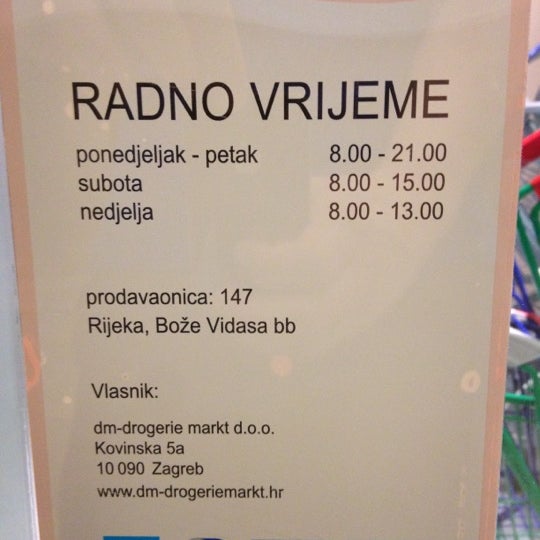 RADNO VRIJEME
ponedjeljak - petak 8.00 - 21.00
subota 8.00 - 15.00
nedjelja 8.00 - 13.00
prodavaonica: 147
Rijeka, Bože Vidasa bb
Vlasnik:
dm-drogerie markt d.o.o.
Kovinska 5a
10 090 Zagreb
www.dm-drogeriemarkt.hr